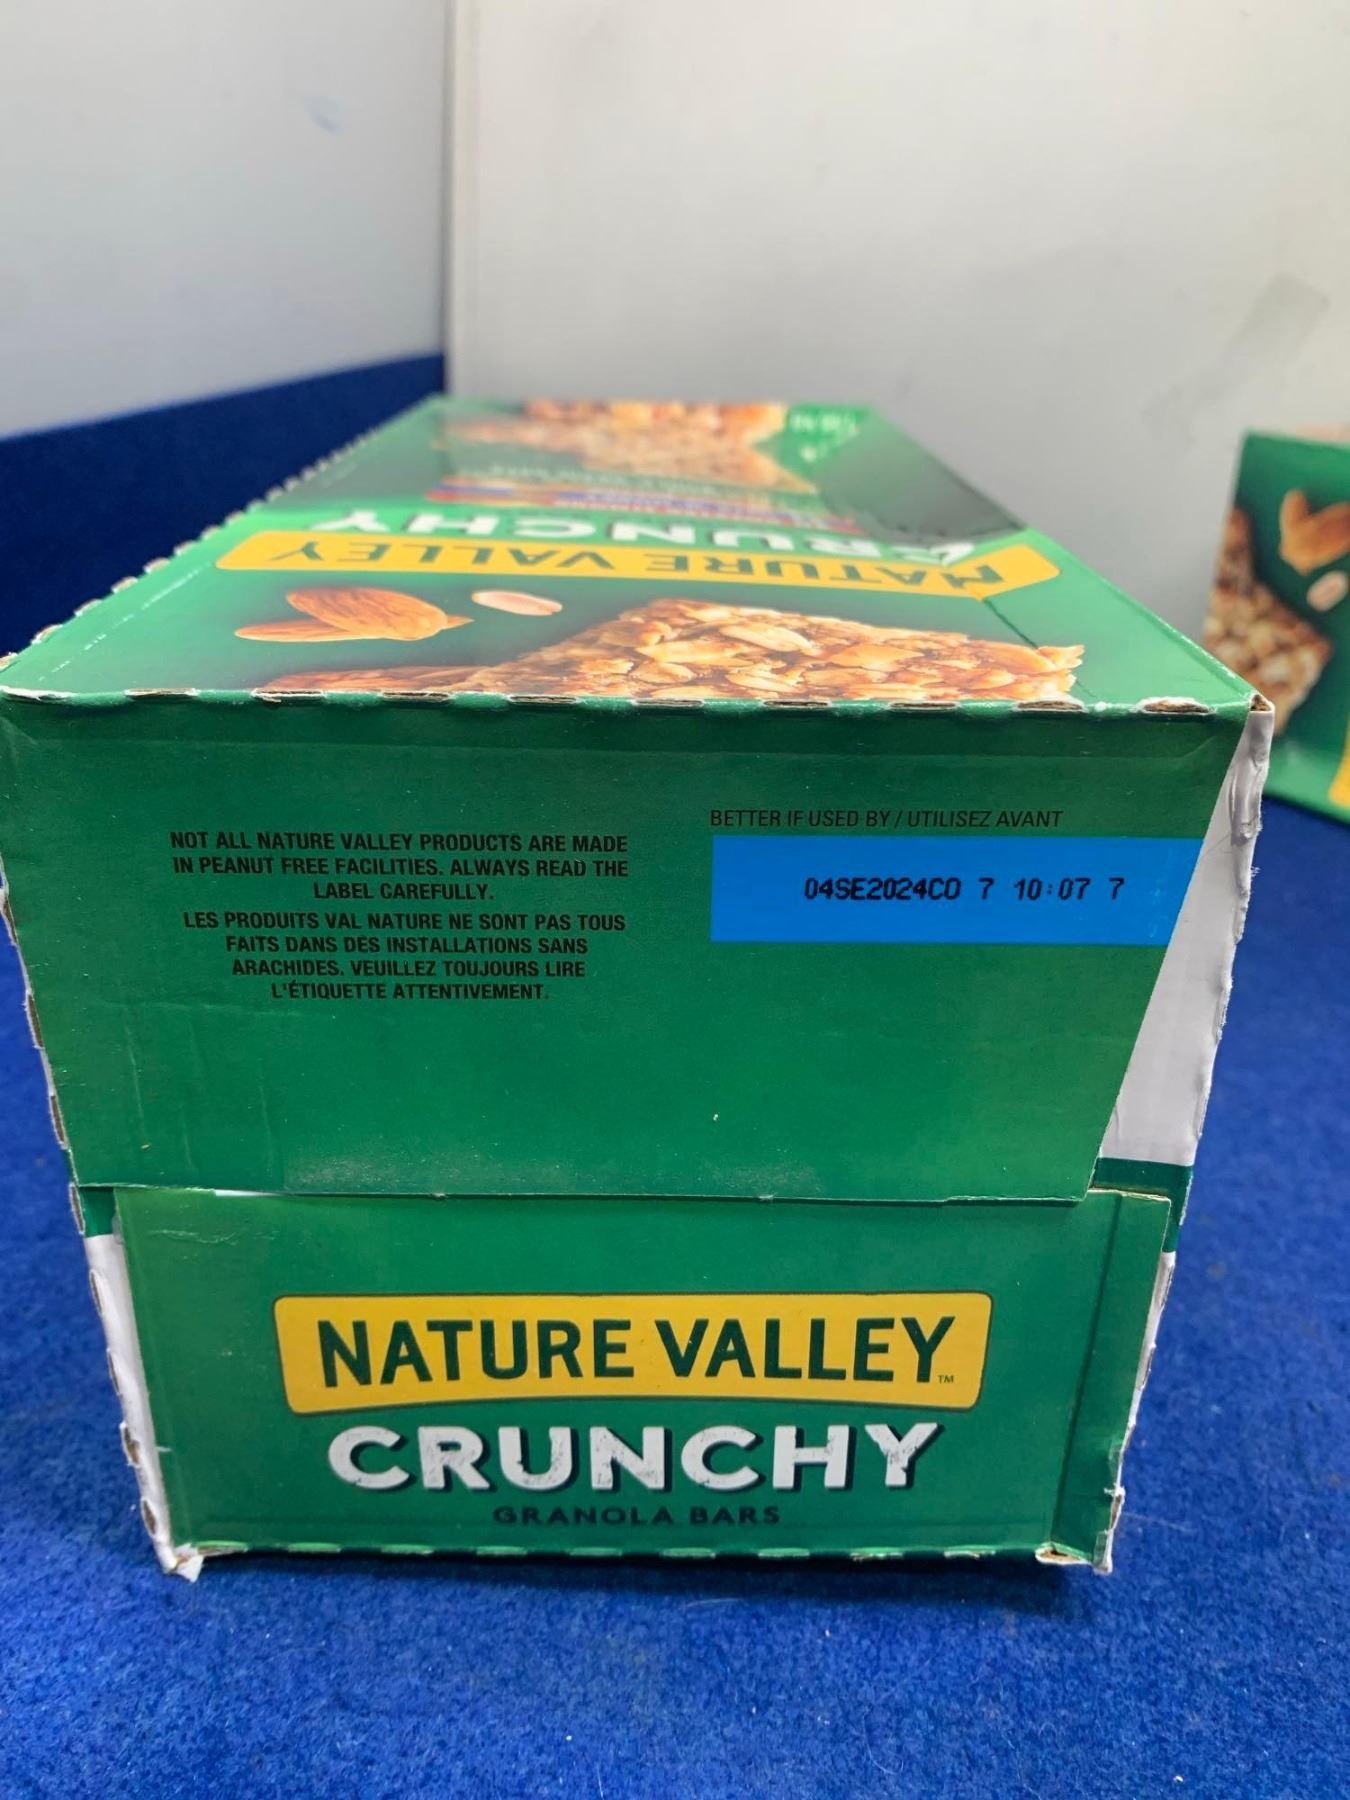 CRUNCHY
NATURE VALLEY
NOT ALL NATURE VALLEY PRODUCTS ARE MADE
IN PEANUT FREE FACILITIES. ALWAYS READ THE
LABEL CAREFULLY.
LES PRODUITS VAL NATURE NE SONT PAS TOUS
FAITS DANS DES INSTALLATIONS SANS
ARACHIDES. VEUILLEZ TOUJOURS LIRE
L'ÉTIQUETTE ATTENTIVEMENT.
BETTER IF USED BY / UTILISEZ AVANT
04SE2024CO 7 10:07 7
NATURE VALLEY™
CRUNCHY
GRANOLA BARS